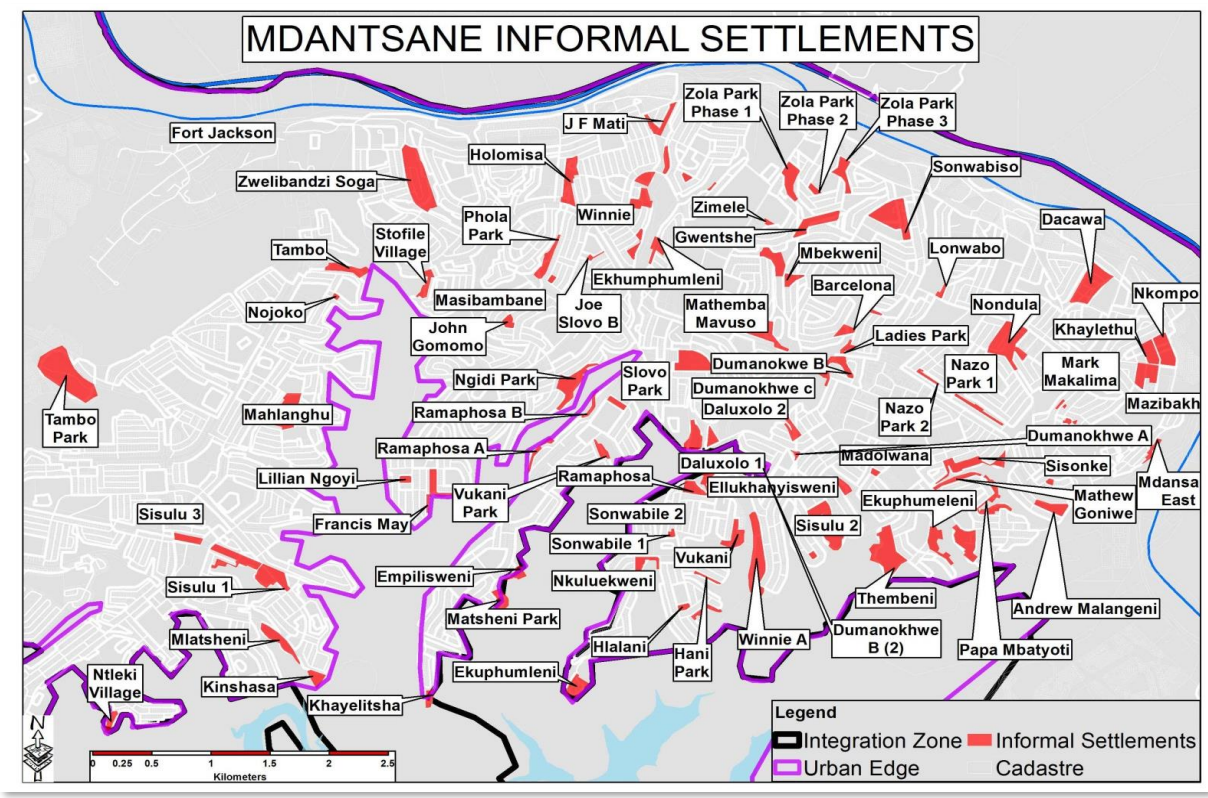 MDANTSANE INFORMAL SETTLEMENTS
Fort Jackson
J F Mati
Zola Park
Phase 1
Zola Park
Phase 2
Zola Park
Phase 3
Holomisa
Zwelibandzi Soga
Sonwabiso
Phola
Park
Winnie
Zimele
Stofile
Village
Gwentshe
Dacawa
Tambo
Mbekweni
Lonwabo
Ekhumphumleni
Masibambane
Joe
Slovo B
Mathemba
Mavuso
Barcelona
Nkompo
Nojoko
Nondula
John
Gomomo
Khaylethu
Ladies Park
Slovo
Park
Dumanokwe B
Nazo
Park 1
Mark
Makalima
Ngidi Park
Dumanokhwe c
Tambo
Park
Mahlanghu
Ramaphosa B
Daluxolo 2
Nazo
Park 2
Mazibakh
Dumanokhwe A
Ramaphosa A
Madolwana
Daluxolo 1
Sisonke
Lillian Ngoyi
Ramaphosa
Ellukhanyisweni
Mdansa
East
Vukani
Park
Ekuphumeleni
Mathew
Goniwe
Sisulu 3
Francis May
Sonwabile 2
Sisulu 2
Sonwabile 1
Vukani
Empilisweni
Nkuluekweni
Sisulu 1
Thembeni
Andrew Malangeni
Matsheni Park
Mlatsheni
Hlalani
Hani
Park
Winnie A
Dumanokhwe
B (2)
Papa Mbatyoti
Ntleki
Village
Kinshasa
Ekuphumleni
Khayelitsha
N
0 0.25 0.5 1 1.5 2 2.5
Kilometers
Legend
Integration Zone
Informal Settlements
Urban Edge
Cadastre